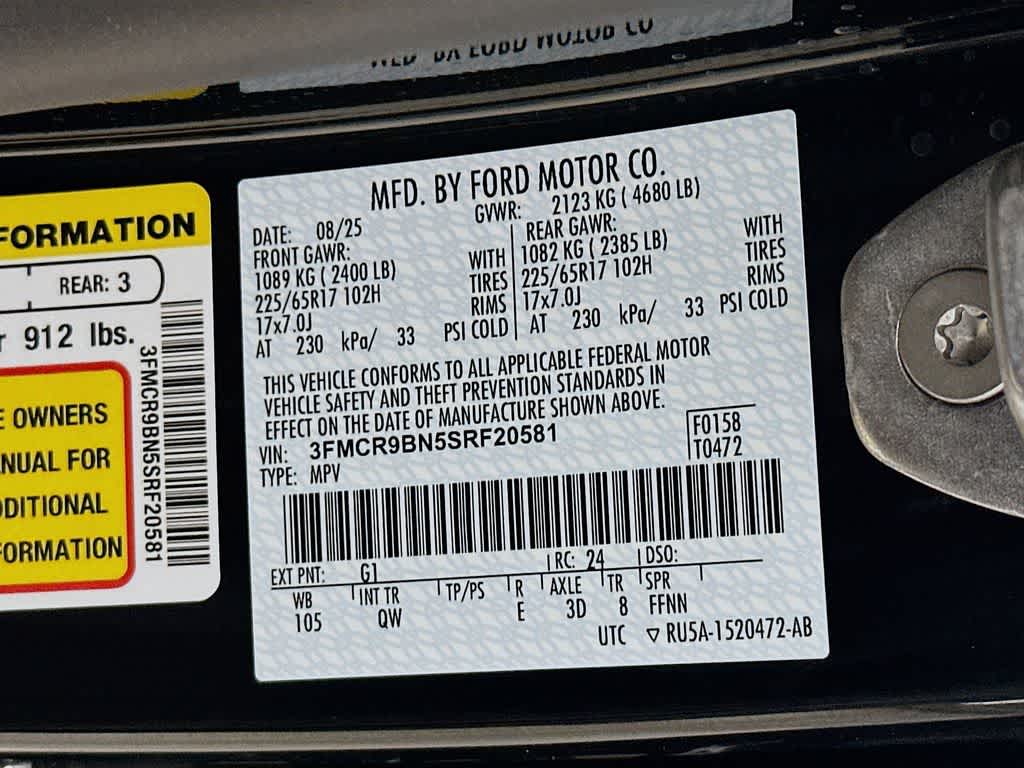 MFD. BY FORD MOTOR CO.
DATE: 08/25
GVWR: 2123 KG ( 4680 LB)
FRONT GAWR:
1089 KG ( 2400 LB) WITH
225/65R17 102H TIRES
17x7.0J RIMS
AT 230 kPa/ 33 PSI COLD
REAR GAWR:
1082 KG ( 2385 LB) WITH
225/65R17 102H TIRES
17x7.0J RIMS
AT 230 kPa/ 33 PSI COLD
THIS VEHICLE CONFORMS TO ALL APPLICABLE FEDERAL MOTOR
VEHICLE SAFETY AND THEFT PREVENTION STANDARDS IN
EFFECT ON THE DATE OF MANUFACTURE SHOWN ABOVE.
VIN: 3FMCR9BN5SRF20581
TYPE: MPV
F0158
T0472
EXT PNT: G1 RC: 24 DSO:
WB INT TR TP/PS R AXLE TR SPR
105 QW E 3D 8 FFNN
UTC ▽ RU5A-1520472-AB
FORMATION
REAR: 3
912 lbs.
OWNERS
FORMATION
3FMCR9BN5SRF20581
MANUAL FOR